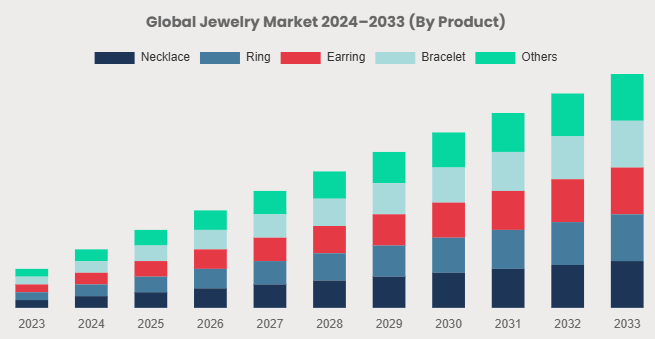 Global Jewelry Market 2024–2033 (By Product)
Necklace Ring Earring Bracelet Others
2023 2024 2025 2026 2027 2028 2029 2030 2031 2032 2033